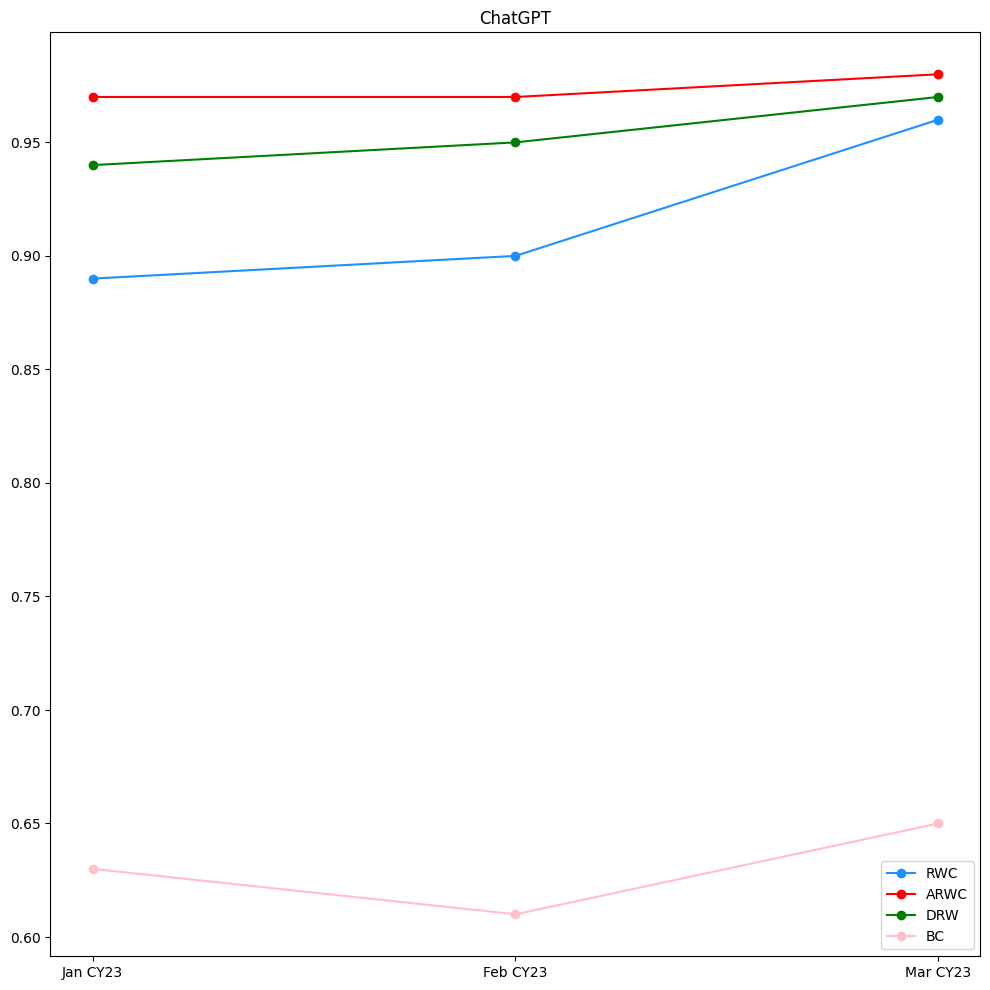 ChatGPT
0.95
0.90
0.85
0.80
0.75
0.70
0.65
0.60
Jan CY23
Feb CY23
Mar CY23
RWC
ARWC
DRW
BC